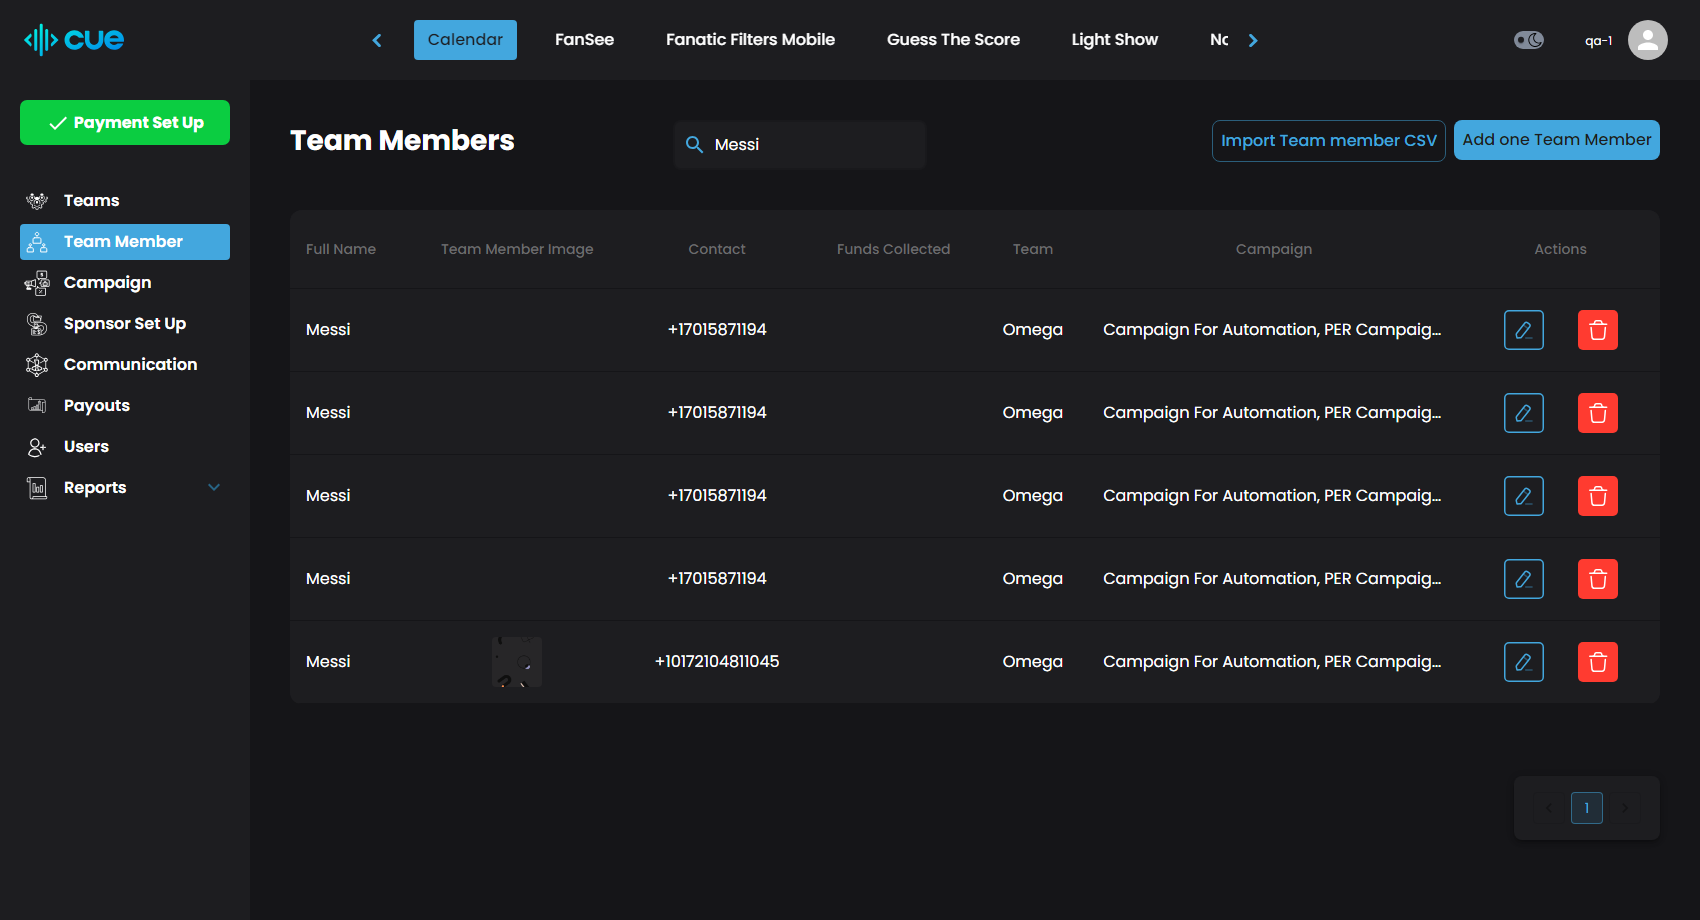 cue
Calendar FanSee Fanatic Filters Mobile Guess The Score Light Show
qa-1
Payment Set Up
Teams
Team Member
Campaign
Sponsor Set Up
Communication
Payouts
Users
Reports
Team Members
Messi
Import Team member CSV
Add one Team Member
Full Name Team Member Image Contact Funds Collected Team Campaign Actions
Messi +17015871194 Omega Campaign For Automation, PER Campaig...
Messi +17015871194 Omega Campaign For Automation, PER Campaig...
Messi +17015871194 Omega Campaign For Automation, PER Campaig...
Messi +17015871194 Omega Campaign For Automation, PER Campaig...
Messi +10172104811045 Omega Campaign For Automation, PER Campaig...
1